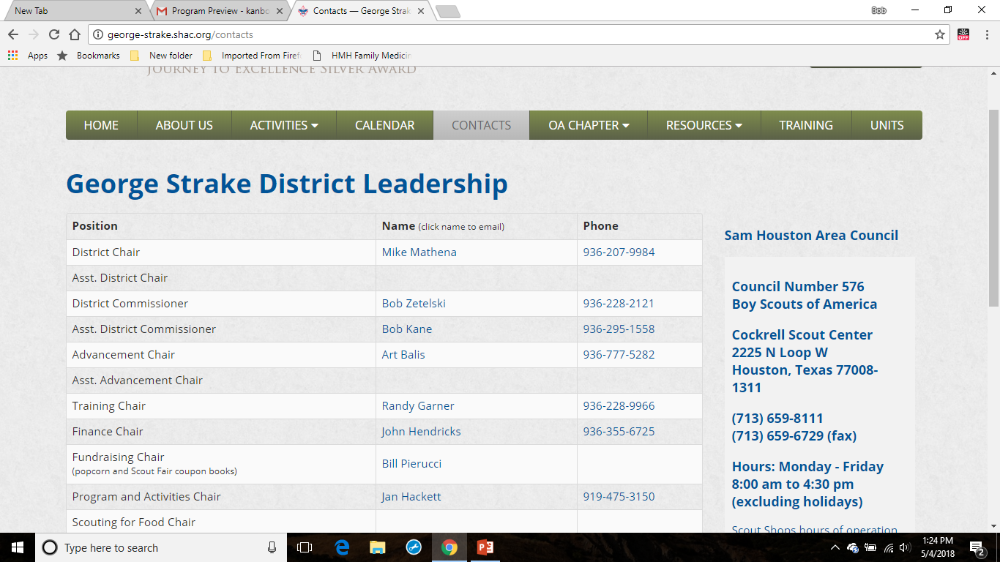 New Tab
Program Preview - kanbo
Contacts — George Strak
Bob
george-strake.shac.org/contacts
OFF
Apps
Bookmarks
New folder
Imported From Firef
HMH Family Medicin
JOURNEY TO EXCELLENCE SILVER AWARD
HOME
ABOUT US
ACTIVITIES
CALENDAR
CONTACTS
OA CHAPTER
RESOURCES
TRAINING
UNITS
George Strake District Leadership
Position Name (click name to email) Phone
District Chair Mike Mathena 936-207-9984
Asst. District Chair
District Commissioner Bob Zetelski 936-228-2121
Asst. District Commissioner Bob Kane 936-295-1558
Advancement Chair Art Balis 936-777-5282
Asst. Advancement Chair
Training Chair Randy Garner 936-228-9966
Finance Chair John Hendricks 936-355-6725
Fundraising Chair
(popcorn and Scout Fair coupon books)
Bill Pierucci
Program and Activities Chair Jan Hackett 919-475-3150
Scouting for Food Chair
Sam Houston Area Council
Council Number 576
Boy Scouts of America
Cockrell Scout Center
2225 N Loop W
Houston, Texas 77008-
1311
(713) 659-8111
(713) 659-6729 (fax)
Hours: Monday - Friday
8:00 am to 4:30 pm
(excluding holidays)
Scout Shops hours of operation
Type here to search
1:24 PM
5/4/2018
2